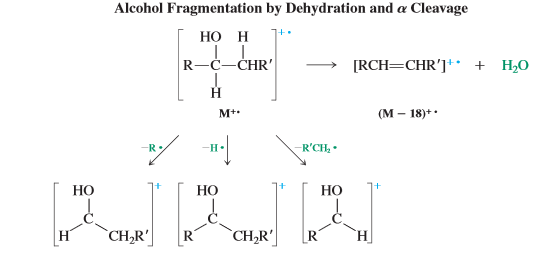 Alcohol Fragmentation by Dehydration and α Cleavage
HO H +•
R—C—CHR' ⟶ [RCH=CHR']+• + H₂O
H
M+• (M − 18)+•
−R• −H• −R'CH₂•
HO + HO + HO +
C C C
H CH₂R' R CH₂R' R H